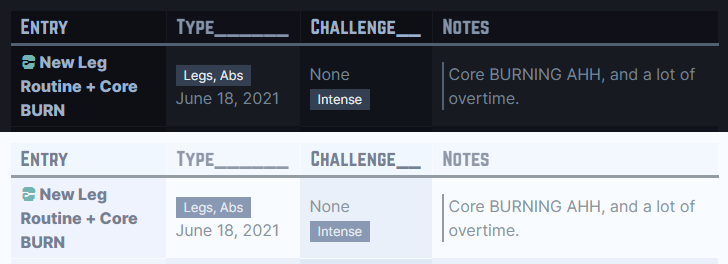 Entry Type______ Challenge__ Notes
New Leg
Routine + Core
BURN
Legs, Abs
June 18, 2021
None
Intense
Core BURNING AHH, and a lot of
overtime.
Entry Type______ Challenge__ Notes
New Leg
Routine + Core
BURN
Legs, Abs
June 18, 2021
None
Intense
Core BURNING AHH, and a lot of
overtime.